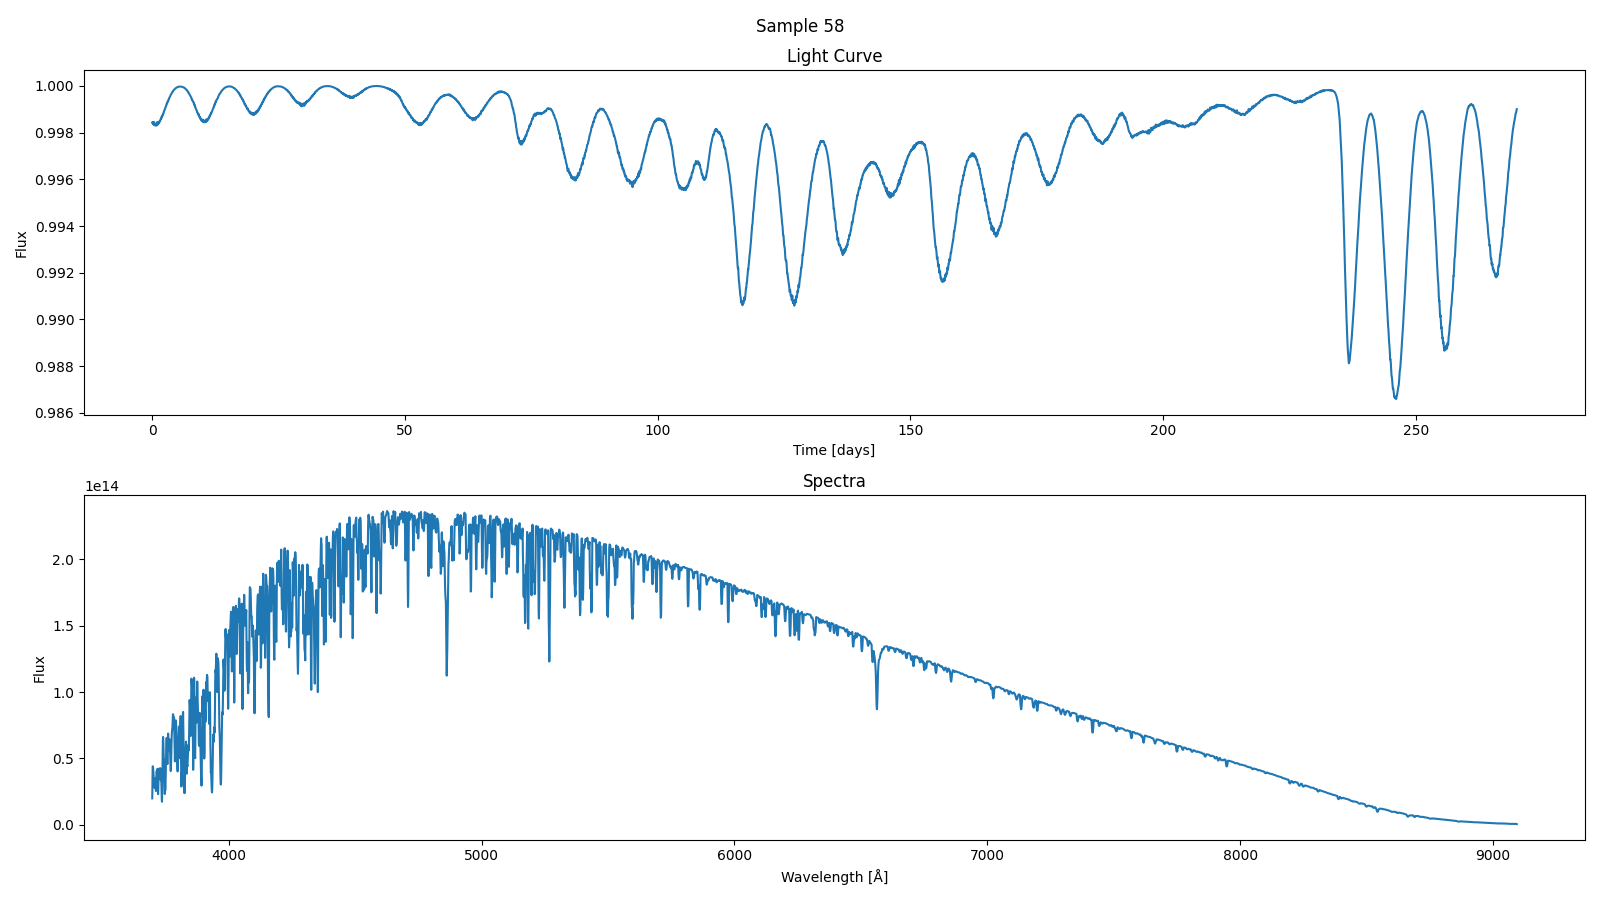 Sample 58
Light Curve
1.000
0.998
0.996
0.994
0.992
0.990
0.988
0.986
Flux
0 50 100 150 200 250
Time [days]
Spectra
1e14
2.0
1.5
1.0
0.5
0.0
Flux
4000 5000 6000 7000 8000 9000
Wavelength [Å]